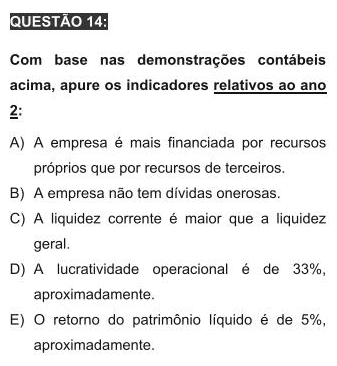 QUESTÃO 14:
Com base nas demonstrações contábeis
acima, apure os indicadores relativos ao ano
2:
A) A empresa é mais financiada por recursos
próprios que por recursos de terceiros.
B) A empresa não tem dívidas onerosas.
C) A liquidez corrente é maior que a liquidez
geral.
D) A lucratividade operacional é de 33%,
aproximadamente.
E) O retorno do patrimônio líquido é de 5%,
aproximadamente.